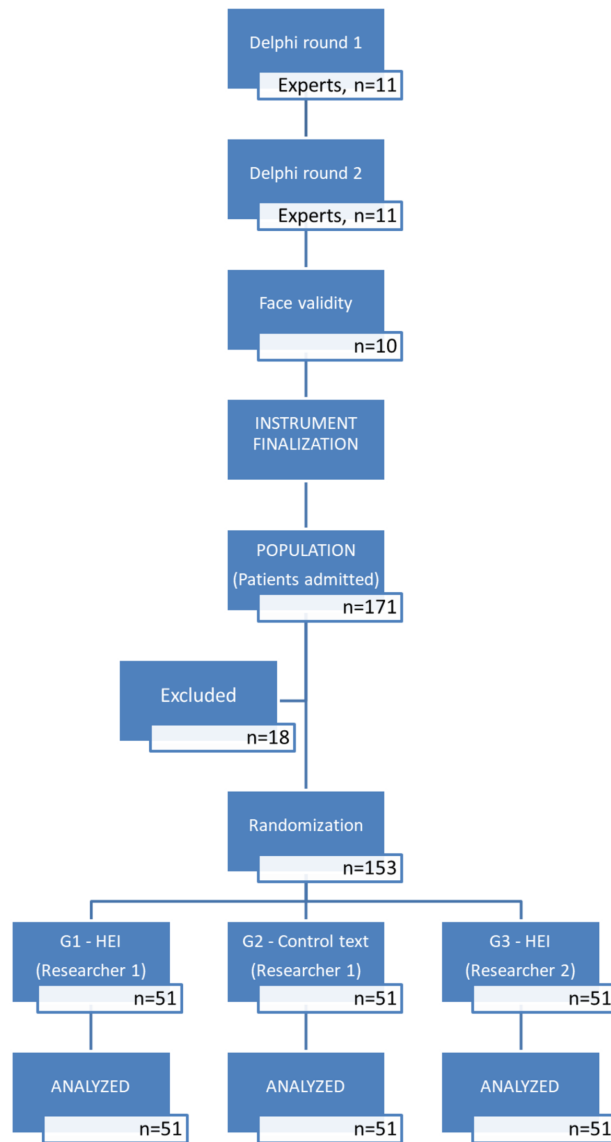 Delphi round 1
Experts, n=11
Delphi round 2
Experts, n=11
Face validity
n=10
INSTRUMENT
FINALIZATION
POPULATION
(Patients admitted)
n=171
Excluded
n=18
Randomization
n=153
G1 - HEI
(Researcher 1)
n=51
G2 - Control text
(Researcher 1)
n=51
G3 - HEI
(Researcher 2)
n=51
ANALYZED
n=51
ANALYZED
n=51
ANALYZED
n=51